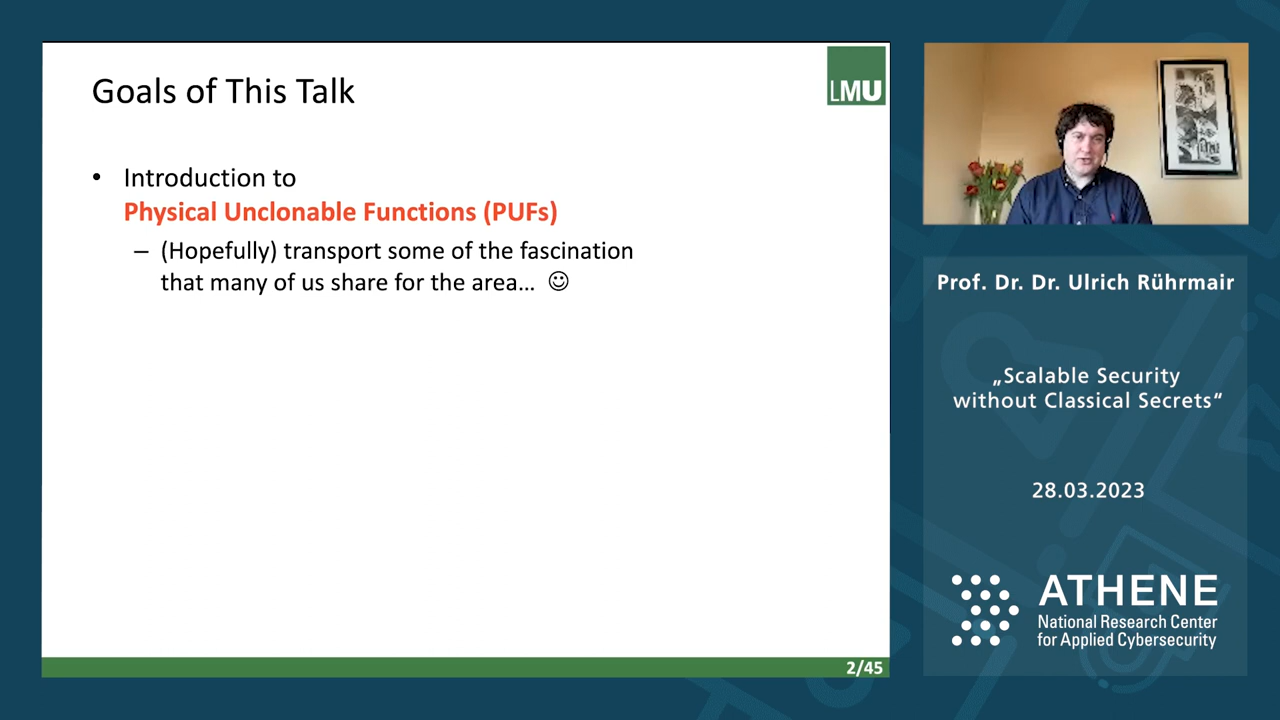 Goals of This Talk
LMU
• Introduction to
Physical Unclonable Functions (PUFs)
– (Hopefully) transport some of the fascination
that many of us share for the area... ☺
2/45
Prof. Dr. Dr. Ulrich Rührmair
„Scalable Security
without Classical Secrets“
28.03.2023
ATHENE
National Research Center
for Applied Cybersecurity